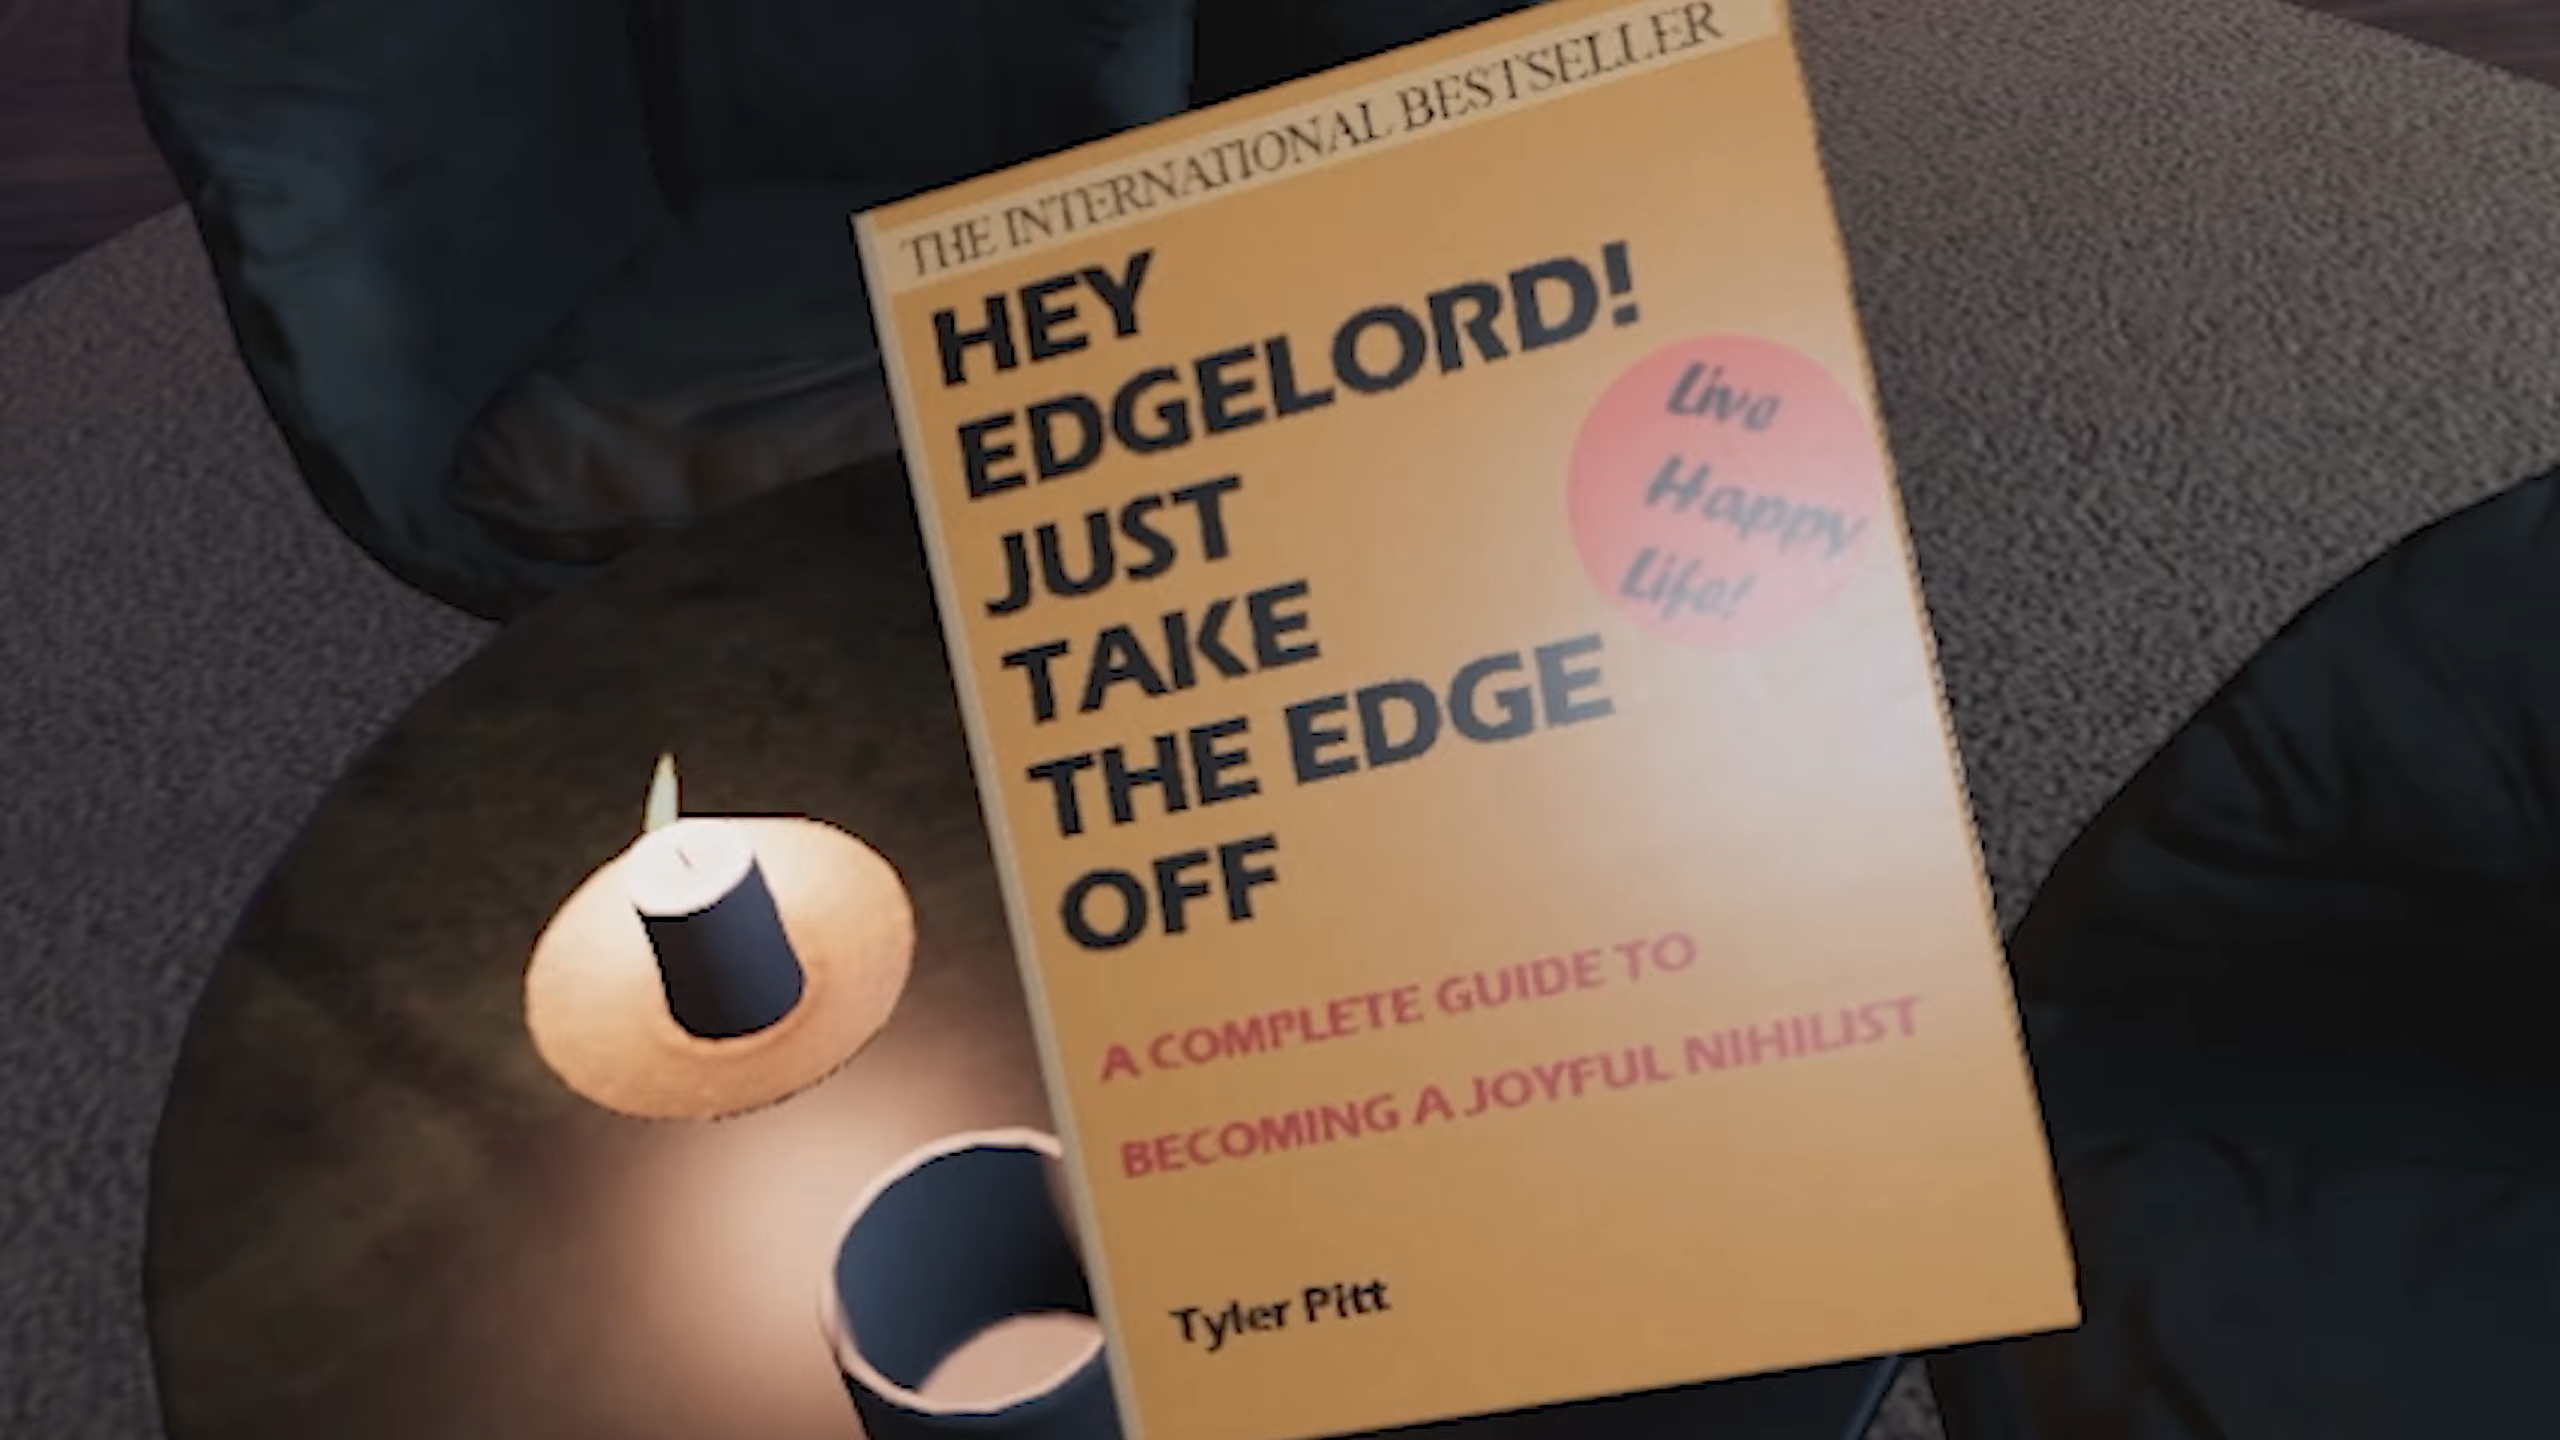 THE INTERNATIONAL BESTSELLER
HEY
EDGELORD!
JUST
TAKE
THE EDGE
OFF
Live
Happy
Life!
A COMPLETE GUIDE TO
BECOMING A JOYFUL NIHILIST
Tyler Pitt